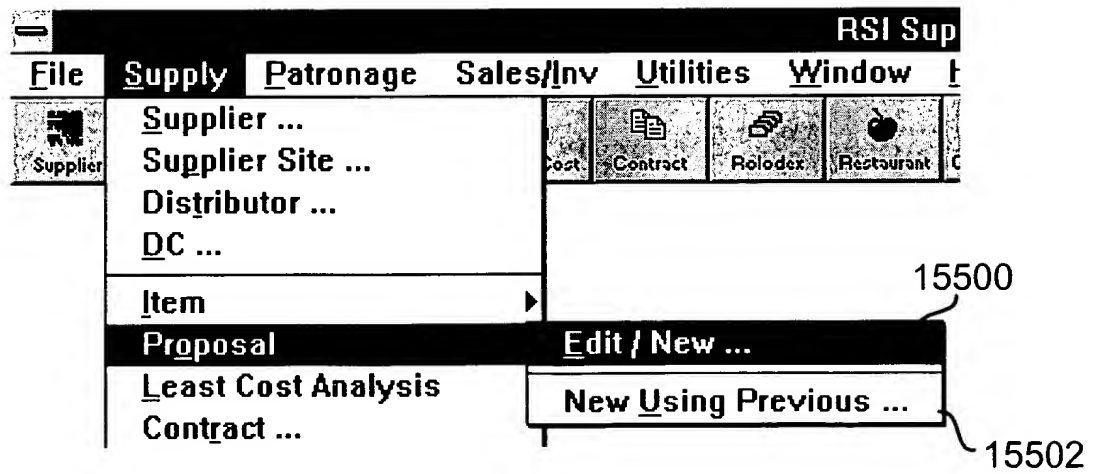 RSI Sup
File Supply Patronage Sales/Inv Utilities Window
Supplier Cost Contract Rolodex Restaurant
Supplier ...
Supplier Site ...
Distributor ...
DC ...
15500
Item
Proposal Edit / New ...
Least Cost Analysis
New Using Previous ...
Contract ...
15502